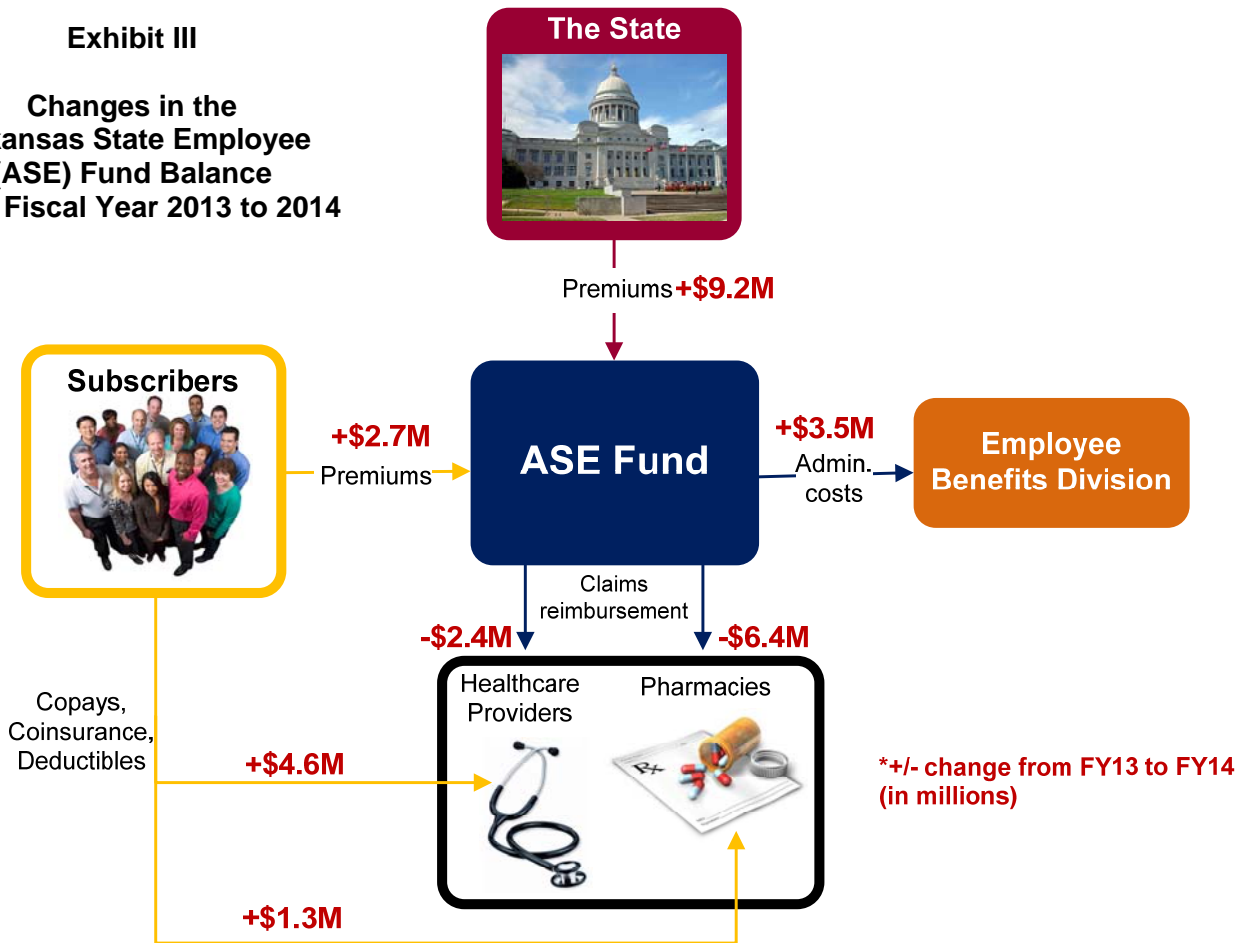 Exhibit III
Changes in the
kansas State Employee
(ASE) Fund Balance
Fiscal Year 2013 to 2014
The State
Premiums +$9.2M
Subscribers
+$2.7M
Premiums
ASE Fund
+$3.5M
Admin.
costs
Employee
Benefits Division
Claims
reimbursement
-$2.4M
-$6.4M
Healthcare
Providers
Pharmacies
Rx
Copays,
Coinsurance,
Deductibles
+$4.6M
+$1.3M
*+/- change from FY13 to FY14
(in millions)